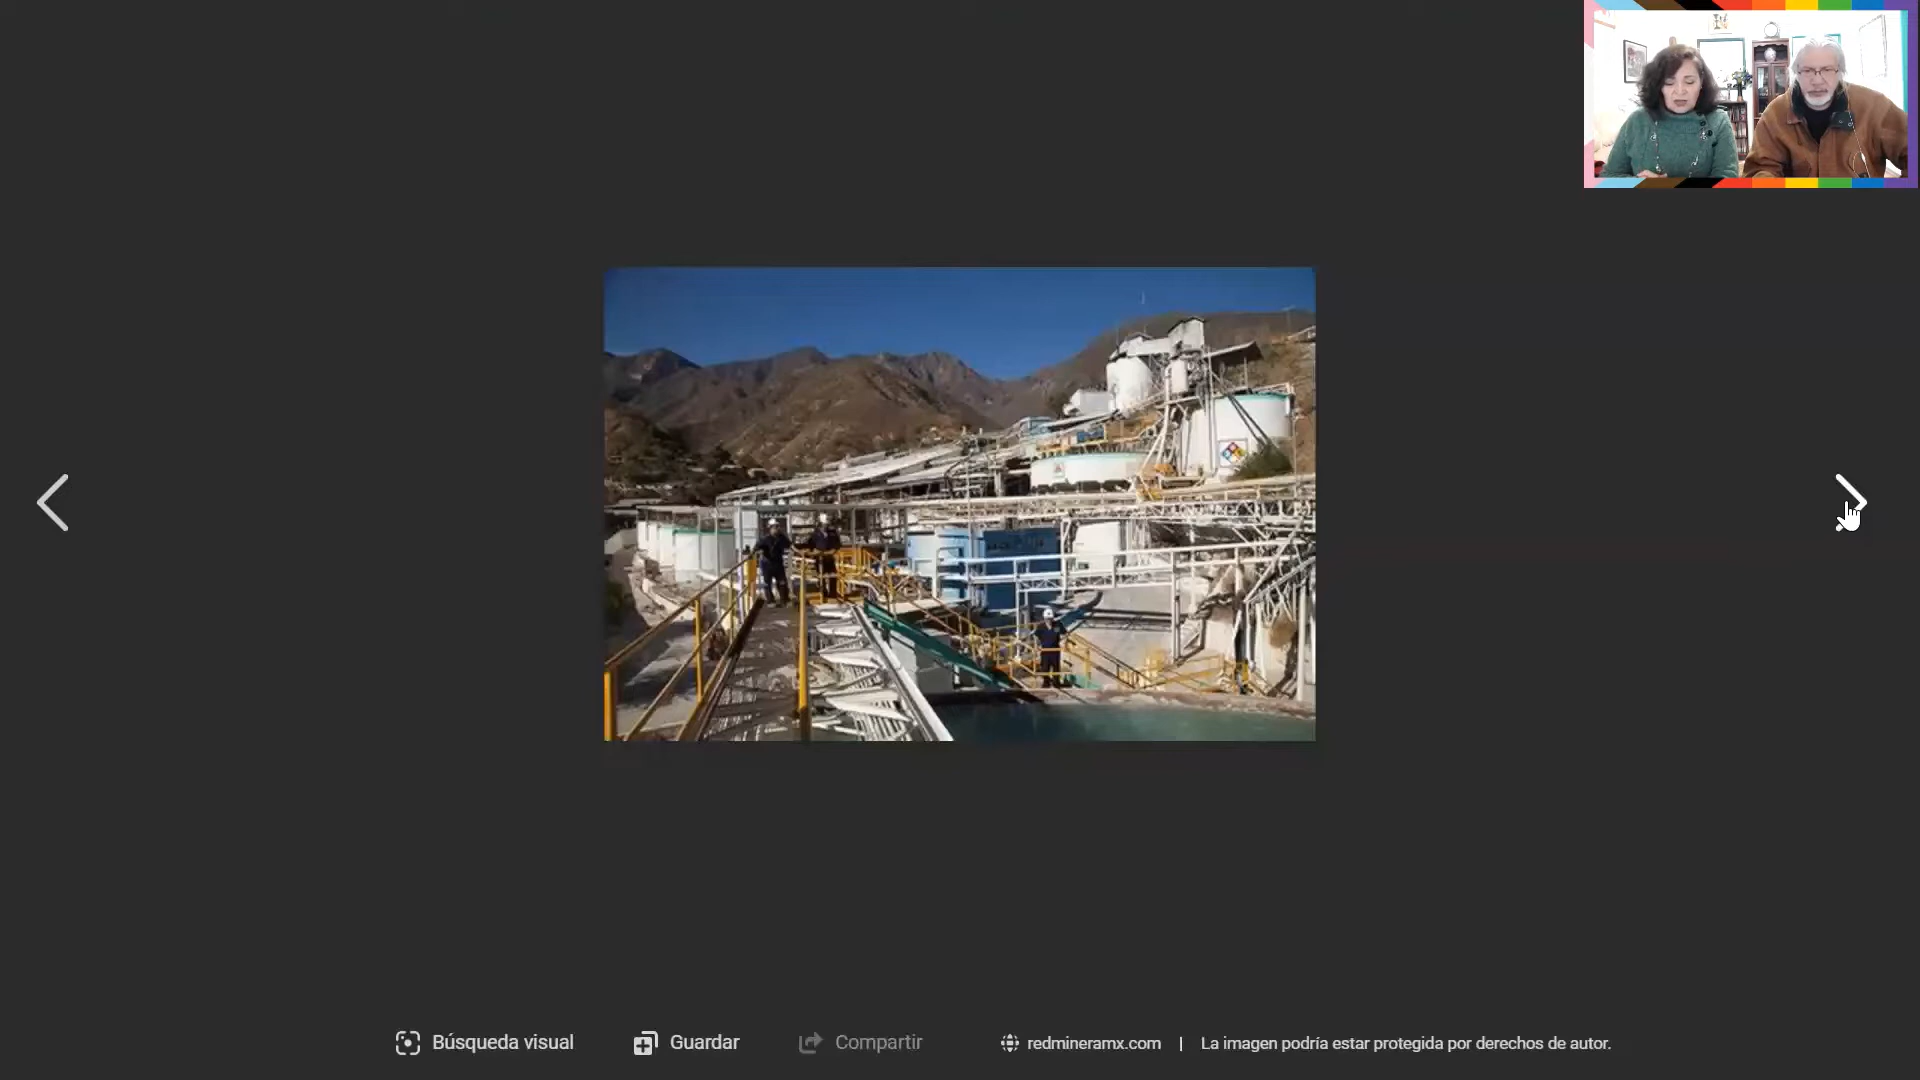 Búsqueda visual
Guardar
Compartir
redmineramx.com | La imagen podría estar protegida por derechos de autor.